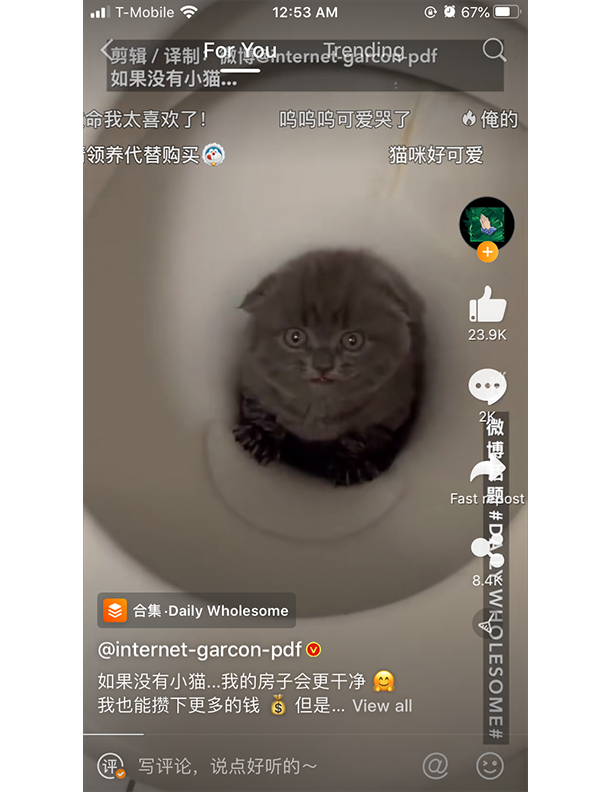 T-Mobile 12:53 AM 67%
For You Trending
剪辑 / 译制：微博@internet-garcon-pdf
如果没有小猫...
命我太喜欢了！ 呜呜呜可爱哭了 俺的
领养代替购买 猫咪好可爱
23.9K
2K
Fast repost
8.4K
微博话题#DAILYWHOLESOME#
合集·Daily Wholesome
@internet-garcon-pdf
如果没有小猫...我的房子会更干净 🤗
我也能攒下更多的钱 💰 但是... View all
评 写评论，说点好听的～ @